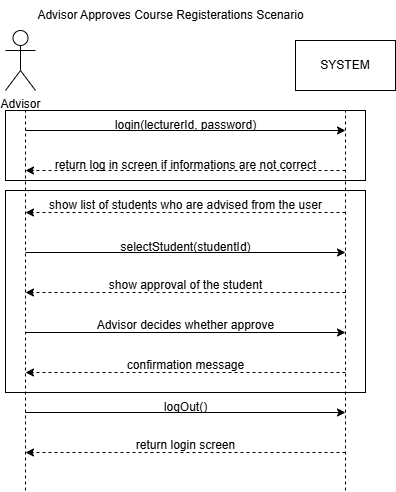 Advisor Approves Course Registerations Scenario
SYSTEM
Advisor
login(lecturerId, password)
return log in screen if informations are not correct
show list of students who are advised from the user
selectStudent(studentId)
show approval of the student
Advisor decides whether approve
confirmation message
logOut()
return login screen